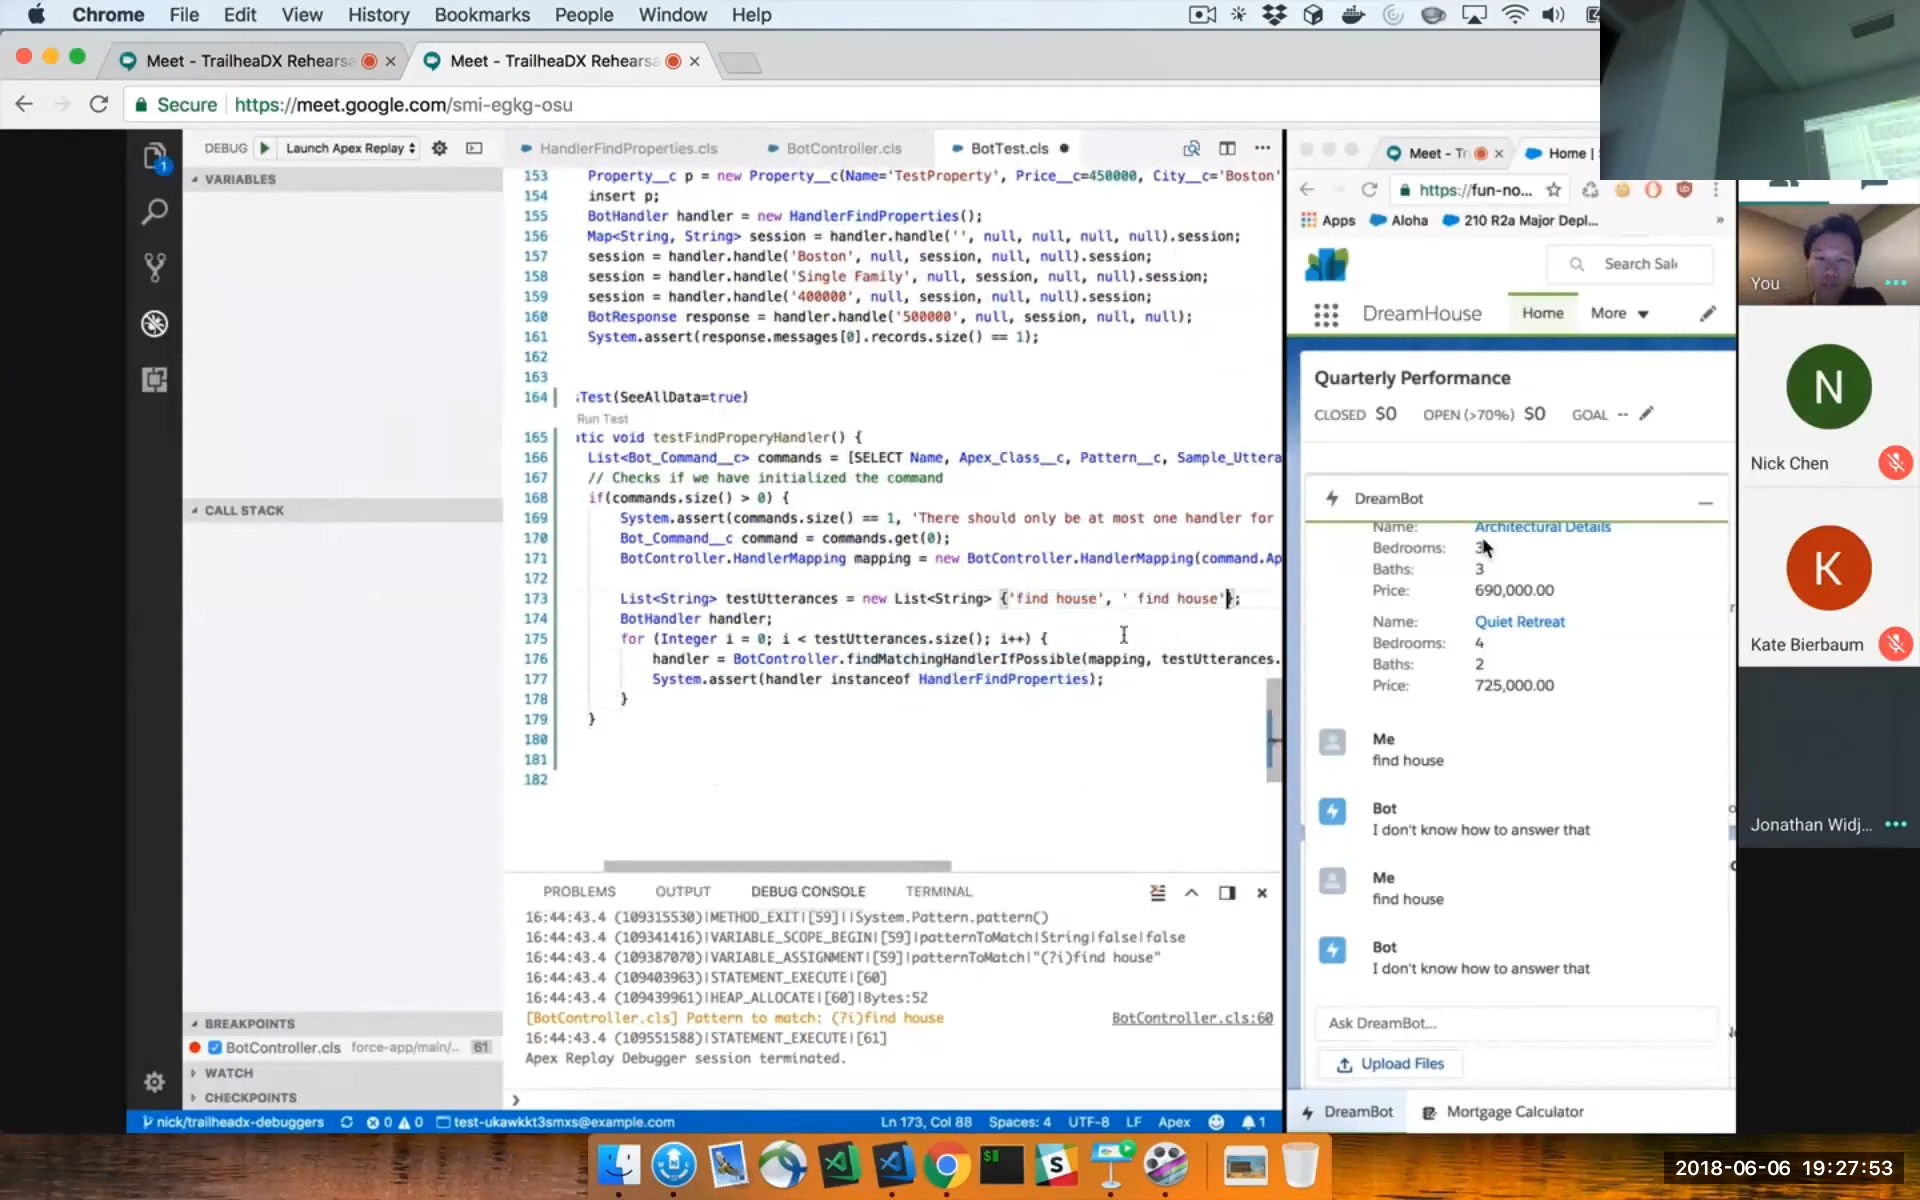 Chrome File Edit View History Bookmarks People Window Help
Meet - TrailheaDX Rehearsa
Meet - TrailheaDX Rehearsa
Secure https://meet.google.com/smi-egkg-osu
DEBUG Launch Apex Replay
HandlerFindProperties.cls BotController.cls BotTest.cls
VARIABLES
CALL STACK
BREAKPOINTS
BotController.cls force-app/main/... 61
WATCH
CHECKPOINTS
153 Property__c p = new Property__c(Name='TestProperty', Price__c=450000, City__c='Boston'
154 insert p;
155 BotHandler handler = new HandlerFindProperties();
156 Map<String, String> session = handler.handle('', null, null, null, null).session;
157 session = handler.handle('Boston', null, session, null, null).session;
158 session = handler.handle('Single Family', null, session, null, null).session;
159 session = handler.handle('400000', null, session, null, null).session;
160 BotResponse response = handler.handle('500000', null, session, null, null);
161 System.assert(response.messages[0].records.size() == 1);
162
163
164 sTest(SeeAllData=true)
Run Test
165 atic void testFindProperyHandler() {
166 List<Bot_Command__c> commands = [SELECT Name, Apex_Class__c, Pattern__c, Sample_Uttera
167 // Checks if we have initialized the command
168 if(commands.size() > 0) {
169 System.assert(commands.size() == 1, 'There should only be at most one handler for
170 Bot_Command__c command = commands.get(0);
171 BotController.HandlerMapping mapping = new BotController.HandlerMapping(command.Ap
172
173 List<String> testUtterances = new List<String> {'find house', ' find house'};
174 BotHandler handler;
175 for (Integer i = 0; i < testUtterances.size(); i++) {
176 handler = BotController.findMatchingHandlerIfPossible(mapping, testUtterances.
177 System.assert(handler instanceof HandlerFindProperties);
178 }
179 }
180
181
182
PROBLEMS OUTPUT DEBUG CONSOLE TERMINAL
16:44:43.4 (109315530)|METHOD_EXIT|[59]||System.Pattern.pattern()
16:44:43.4 (109341416)|VARIABLE_SCOPE_BEGIN|[59]|patternToMatch|String|false|false
16:44:43.4 (109387070)|VARIABLE_ASSIGNMENT|[59]|patternToMatch|"(?i)find house"
16:44:43.4 (109403963)|STATEMENT_EXECUTE|[60]
16:44:43.4 (109439961)|HEAP_ALLOCATE|[60]|Bytes:52
[BotController.cls] Pattern to match: (?i)find house BotController.cls:60
16:44:43.4 (109551588)|STATEMENT_EXECUTE|[61]
Apex Replay Debugger session terminated.
nick/trailheadx-debuggers 0 0 test-ukawkkt3smxs@example.com Ln 173, Col 88 Spaces: 4 UTF-8 LF Apex 1
Meet - Tr Home |
https://fun-no...
Apps Aloha 210 R2a Major Depl... »
Search Sal
DreamHouse Home More
Quarterly Performance
CLOSED $0 OPEN (>70%) $0 GOAL --
DreamBot
Name: Architectural Details
Bedrooms: 3
Baths: 3
Price: 690,000.00
Name: Quiet Retreat
Bedrooms: 4
Baths: 2
Price: 725,000.00
Me
find house
Bot
I don't know how to answer that
Me
find house
Bot
I don't know how to answer that
Ask DreamBot...
Upload Files
DreamBot Mortgage Calculator
You
N
Nick Chen
K
Kate Bierbaum
Jonathan Widj...
2018-06-06 19:27:53